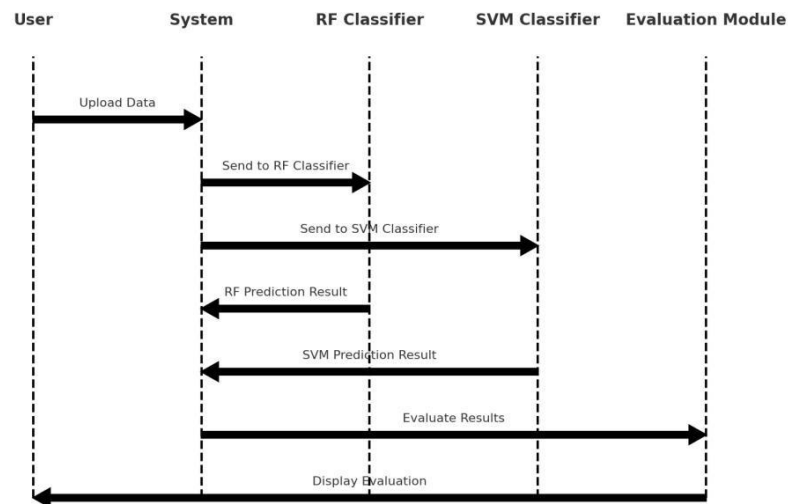 User System RF Classifier SVM Classifier Evaluation Module
Upload Data
Send to RF Classifier
Send to SVM Classifier
RF Prediction Result
SVM Prediction Result
Evaluate Results
Display Evaluation